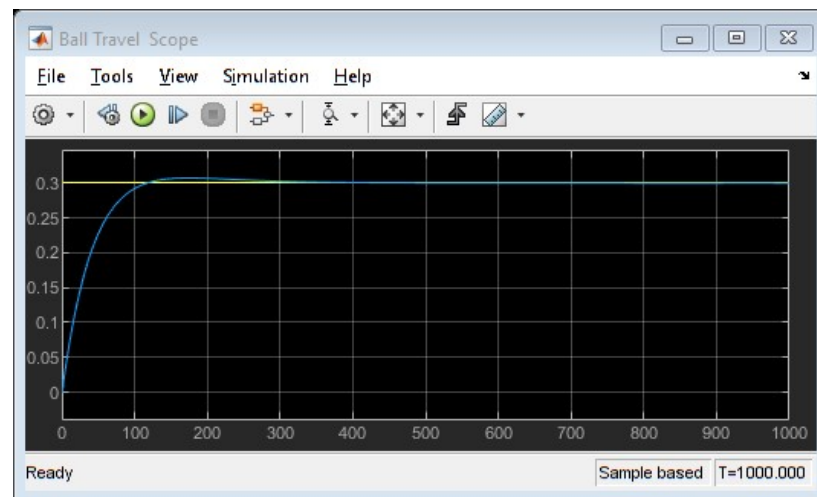 Ball Travel Scope
File Tools View Simulation Help
0.3
0.25
0.2
0.15
0.1
0.05
0
0 100 200 300 400 500 600 700 800 900 1000
Ready Sample based T=1000.000